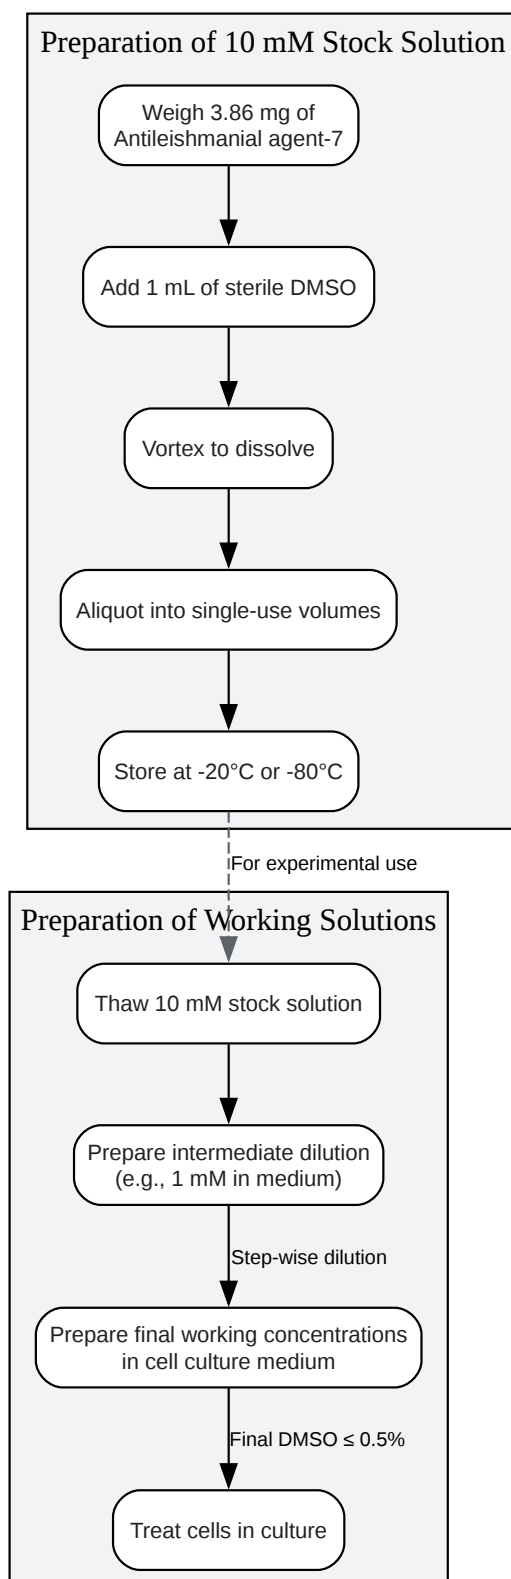 Preparation of 10 mM Stock Solution
Weigh 3.86 mg of
Antileishmanial agent-7
Add 1 mL of sterile DMSO
Vortex to dissolve
Aliquot into single-use volumes
Store at -20°C or -80°C
For experimental use
Preparation of Working Solutions
Thaw 10 mM stock solution
Prepare intermediate dilution
(e.g., 1 mM in medium)
Step-wise dilution
Prepare final working concentrations
in cell culture medium
Final DMSO ≤ 0.5%
Treat cells in culture